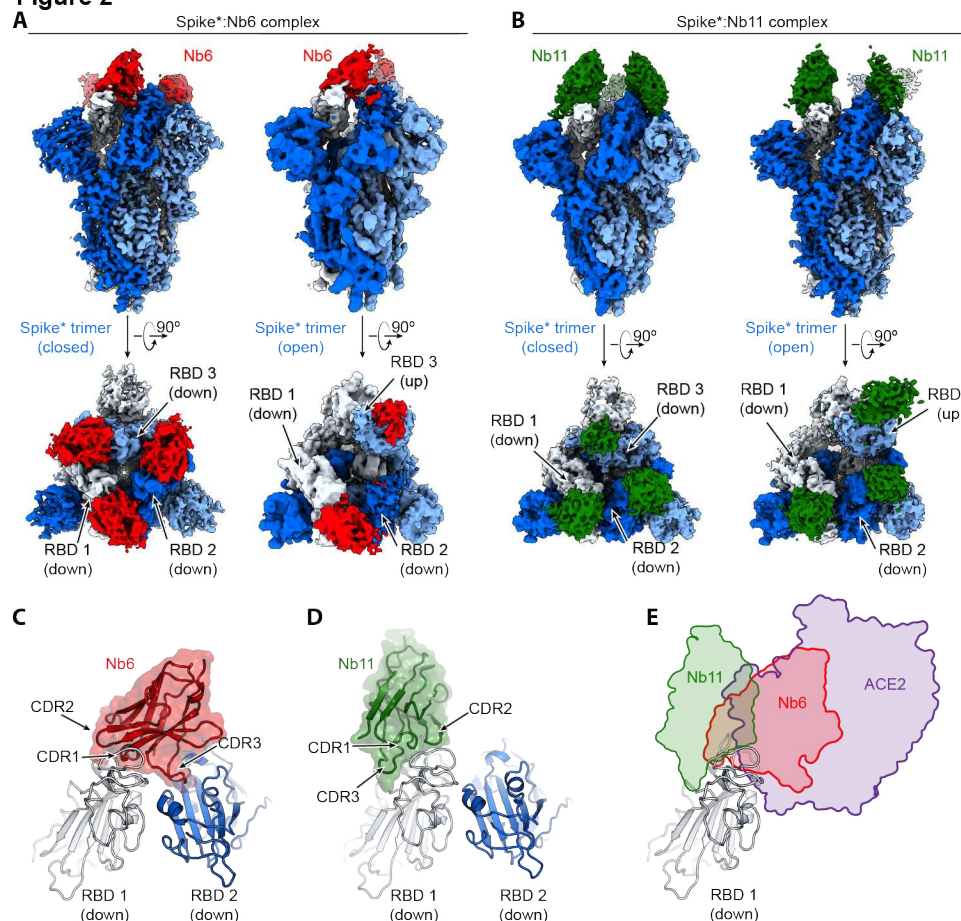 Figure 2
A
Spike*:Nb6 complex
Nb6
Nb6
Spike* trimer
(closed)
90º
Spike* trimer
(open)
90º
RBD 3
(down)
RBD 1
(down)
RBD 3
(up)
RBD 1
(down)
RBD 2
(down)
RBD 2
(down)
B
Spike*:Nb11 complex
Nb11
Nb11
Spike* trimer
(closed)
90º
Spike* trimer
(open)
90º
RBD 1
(down)
RBD 3
(down)
RBD 1
(down)
RBD
(up
RBD 2
(down)
RBD 2
(down)
C
Nb6
CDR2
CDR1
CDR3
RBD 1
(down)
RBD 2
(down)
D
Nb11
CDR2
CDR1
CDR3
RBD 1
(down)
RBD 2
(down)
E
Nb11
Nb6
ACE2
RBD 1
(down)